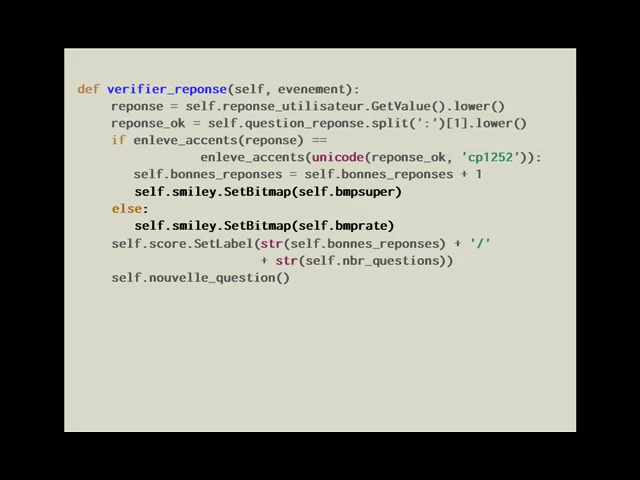 def verifier_reponse(self, evenement):
reponse = self.reponse_utilisateur.GetValue().lower()
reponse_ok = self.question_reponse.split(':')[1].lower()
if enleve_accents(reponse) ==
enleve_accents(unicode(reponse_ok, 'cp1252')):
self.bonnes_reponses = self.bonnes_reponses + 1
self.smiley.SetBitmap(self.bmpsuper)
else:
self.smiley.SetBitmap(self.bmprate)
self.score.SetLabel(str(self.bonnes_reponses) + '/'
+ str(self.nbr_questions))
self.nouvelle_question()